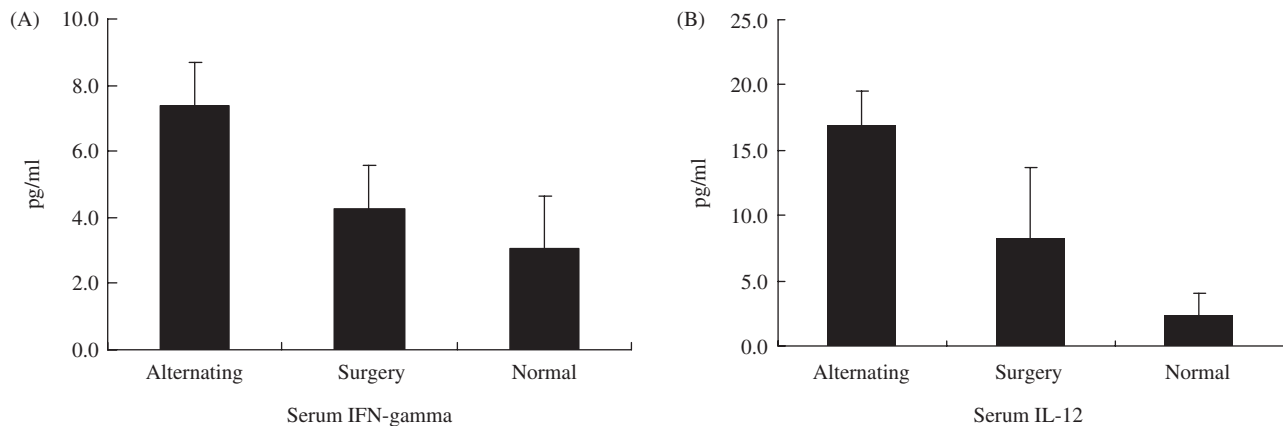 (A)
10.0
8.0
6.0
4.0
2.0
0.0
pg/ml
Alternating Surgery Normal
Serum IFN-gamma
(B)
25.0
20.0
15.0
10.0
5.0
0.0
pg/ml
Alternating Surgery Normal
Serum IL-12